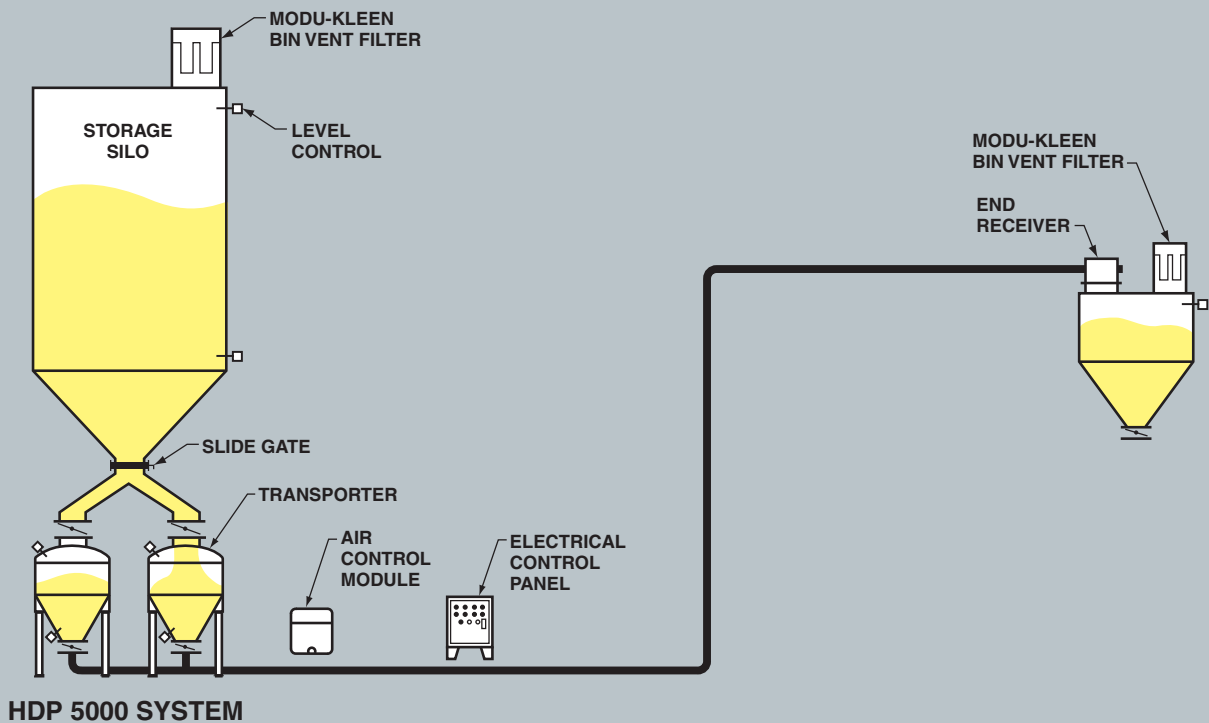 MODU-KLEEN
BIN VENT FILTER
STORAGE
SILO
LEVEL
CONTROL
MODU-KLEEN
BIN VENT FILTER
END
RECEIVER
SLIDE GATE
TRANSPORTER
AIR
CONTROL
MODULE
ELECTRICAL
CONTROL
PANEL
HDP 5000 SYSTEM